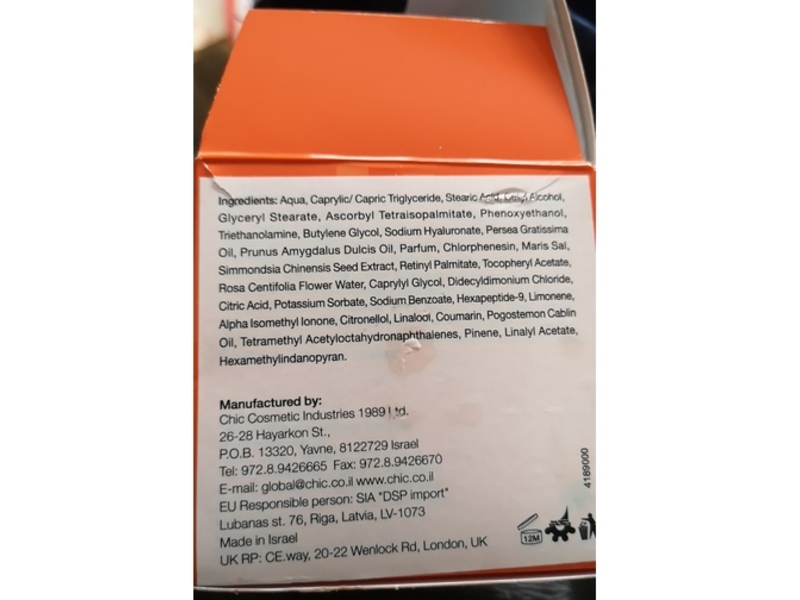 Ingredients: Aqua, Caprylic/ Capric Triglyceride, Stearic Acid, Cetyl Alcohol,
Glyceryl Stearate, Ascorbyl Tetraisopalmitate, Phenoxyethanol,
Triethanolamine, Butylene Glycol, Sodium Hyaluronate, Persea Gratissima
Oil, Prunus Amygdalus Dulcis Oil, Parfum, Chlorphenesin, Maris Sal,
Simmondsia Chinensis Seed Extract, Retinyl Palmitate, Tocopheryl Acetate,
Rosa Centifolia Flower Water, Caprylyl Glycol, Didecyldimonium Chloride,
Citric Acid, Potassium Sorbate, Sodium Benzoate, Hexapeptide-9, Limonene,
Alpha Isomethyl Ionone, Citronellol, Linalool, Coumarin, Pogostemon Cablin
Oil, Tetramethyl Acetyloctahydronaphthalenes, Pinene, Linalyl Acetate,
Hexamethylindanopyran.
Manufactured by:
Chic Cosmetic Industries 1989 Ltd.
26-28 Hayarkon St.,
P.O.B. 13320, Yavne, 8122729 Israel
Tel: 972.8.9426665 Fax: 972.8.9426670
E-mail: global@chic.co.il www.chic.co.il
EU Responsible person: SIA "DSP import"
Lubanas st. 76, Riga, Latvia, LV-1073
Made in Israel
UK RP: CE.way, 20-22 Wenlock Rd, London, UK
4189000
12M